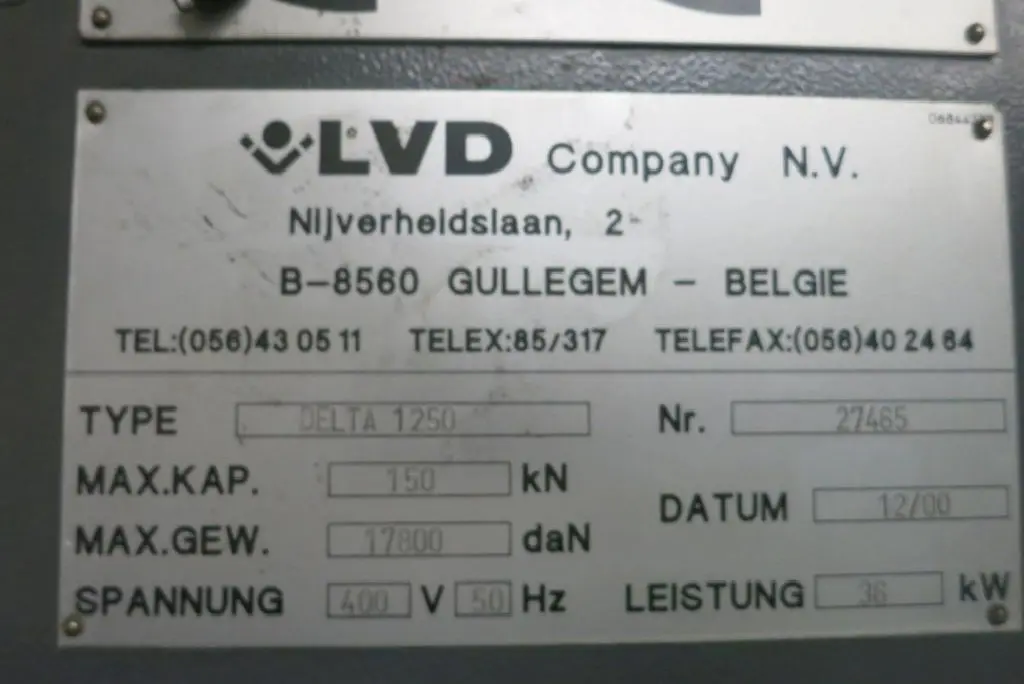 LVD Company N.V.
Nijverheidslaan, 2
B-8560 GULLEGEM - BELGIE
TEL:(056)43 05 11 TELEX:85/317 TELEFAX:(056)40 24 64
TYPE DELTA 1250 Nr. 27465
MAX.KAP. 150 kN
DATUM 12/00
MAX.GEW. 17800 daN
SPANNUNG 400 V 50 Hz LEISTUNG 36 kW